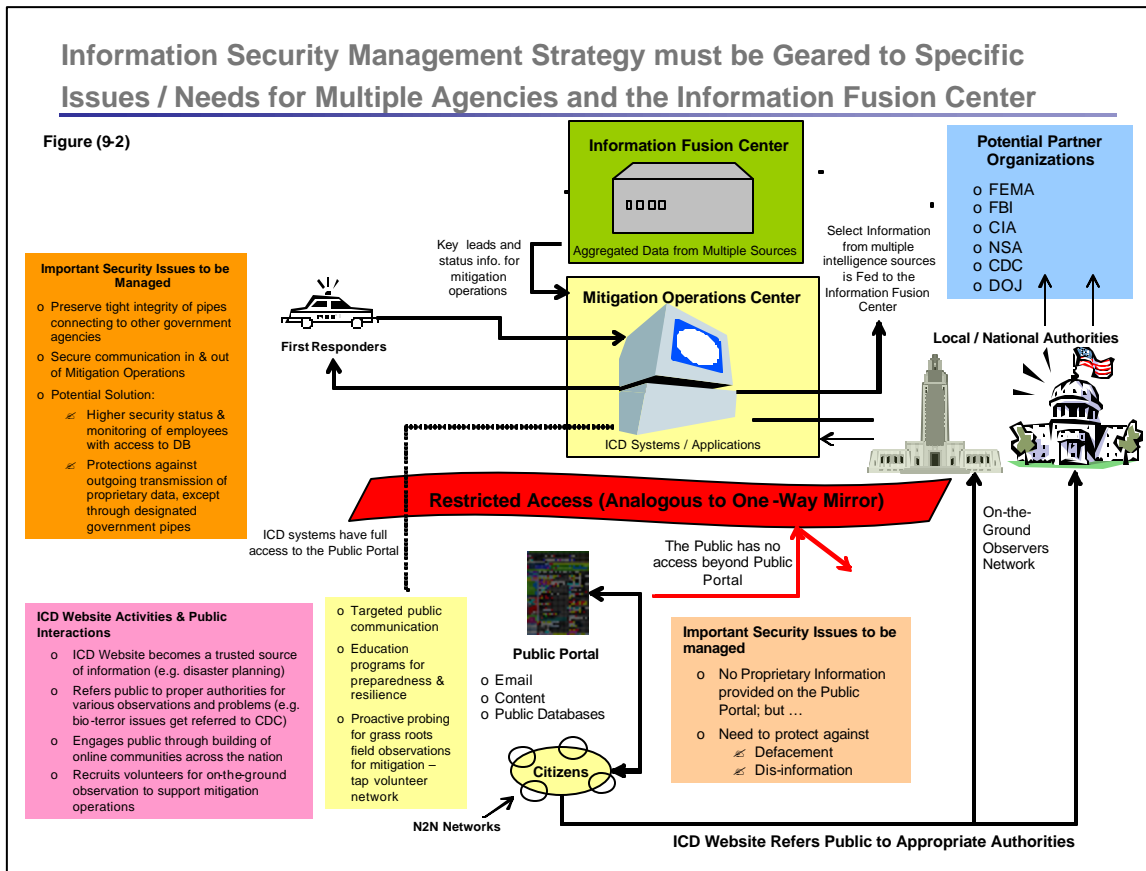 Information Security Management Strategy must be Geared to Specific
Issues / Needs for Multiple Agencies and the Information Fusion Center
Figure (9-2)
Information Fusion Center
Aggregated Data from Multiple Sources
Potential Partner
Organizations
o FEMA
o FBI
o CIA
o NSA
o CDC
o DOJ
Key leads and
status info. for
mitigation
operations
Select Information
from multiple
intelligence sources
is Fed to the
Information Fusion
Center
Important Security Issues to be
Managed
o Preserve tight integrity of pipes
connecting to other government
agencies
o Secure communication in & out
of Mitigation Operations
o Potential Solution:
Higher security status &
monitoring of employees
with access to DB
Protections against
outgoing transmission of
proprietary data, except
through designated
government pipes
First Responders
Mitigation Operations Center
ICD Systems / Applications
Local / National Authorities
Restricted Access (Analogous to One -Way Mirror)
ICD systems have full
access to the Public Portal
The Public has no
access beyond Public
Portal
On-the-
Ground
Observers
Network
ICD Website Activities & Public
Interactions
o ICD Website becomes a trusted source
of information (e.g. disaster planning)
o Refers public to proper authorities for
various observations and problems (e.g.
bio-terror issues get referred to CDC)
o Engages public through building of
online communities across the nation
o Recruits volunteers for on-the-ground
observation to support mitigation
operations
o Targeted public
communication
o Education
programs for
preparedness &
resilience
o Proactive probing
for grass roots
field observations
for mitigation –
tap volunteer
network
Public Portal
o Email
o Content
o Public Databases
Citizens
N2N Networks
Important Security Issues to be
managed
o No Proprietary Information
provided on the Public
Portal; but …
o Need to protect against
Defacement
Dis-information
ICD Website Refers Public to Appropriate Authorities